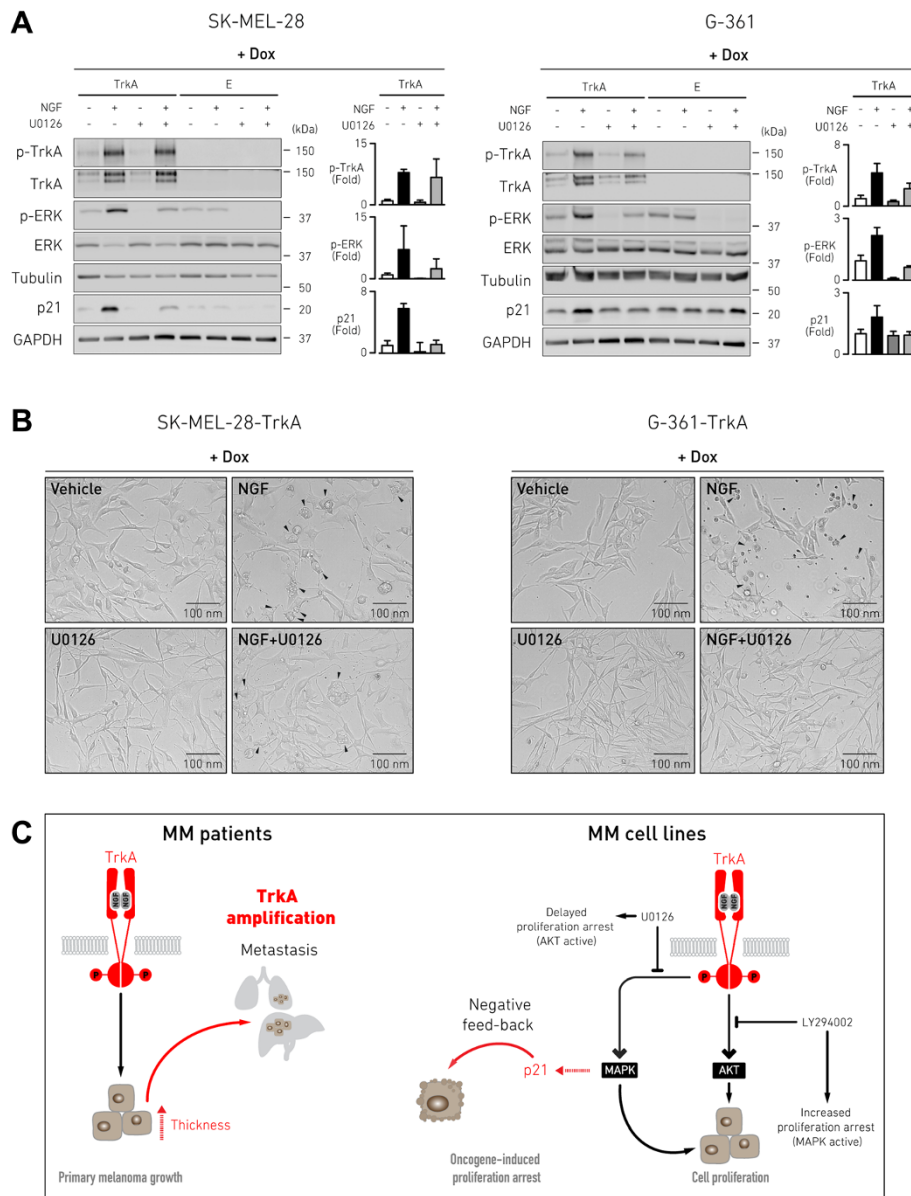 A
SK-MEL-28
+ Dox
TrkA E
NGF - + - + - + - +
U0126 - - + + - - + +
(kDa)
p-TrkA 150
TrkA 150
p-ERK 37
ERK 37
Tubulin 50
p21 20
GAPDH 37
TrkA
NGF - + - +
U0126 - - + +
p-TrkA (Fold)
15
0
p-ERK (Fold)
15
0
p21 (Fold)
8
0
G-361
+ Dox
TrkA E
NGF - + - + - + - +
U0126 - - + + - - + +
(kDa)
p-TrkA 150
TrkA 150
p-ERK 37
ERK 37
Tubulin 50
p21 20
GAPDH 37
TrkA
NGF - + - +
U0126 - - + +
p-TrkA (Fold)
8
0
p-ERK (Fold)
3
0
p21 (Fold)
3
0
B
SK-MEL-28-TrkA
+ Dox
Vehicle
100 nm
NGF
100 nm
U0126
100 nm
NGF+U0126
100 nm
G-361-TrkA
+ Dox
Vehicle
100 nm
NGF
100 nm
U0126
100 nm
NGF+U0126
100 nm
C
MM patients
TrkA
NGF NGF
P P
TrkA
amplification
Metastasis
Thickness
Primary melanoma growth
MM cell lines
TrkA
NGF NGF
P P
Delayed
proliferation arrest
(AKT active)
U0126
LY294002
Negative
feed-back
p21
MAPK
AKT
Increased
proliferation arrest
(MAPK active)
Oncogene-induced
proliferation arrest
Cell proliferation